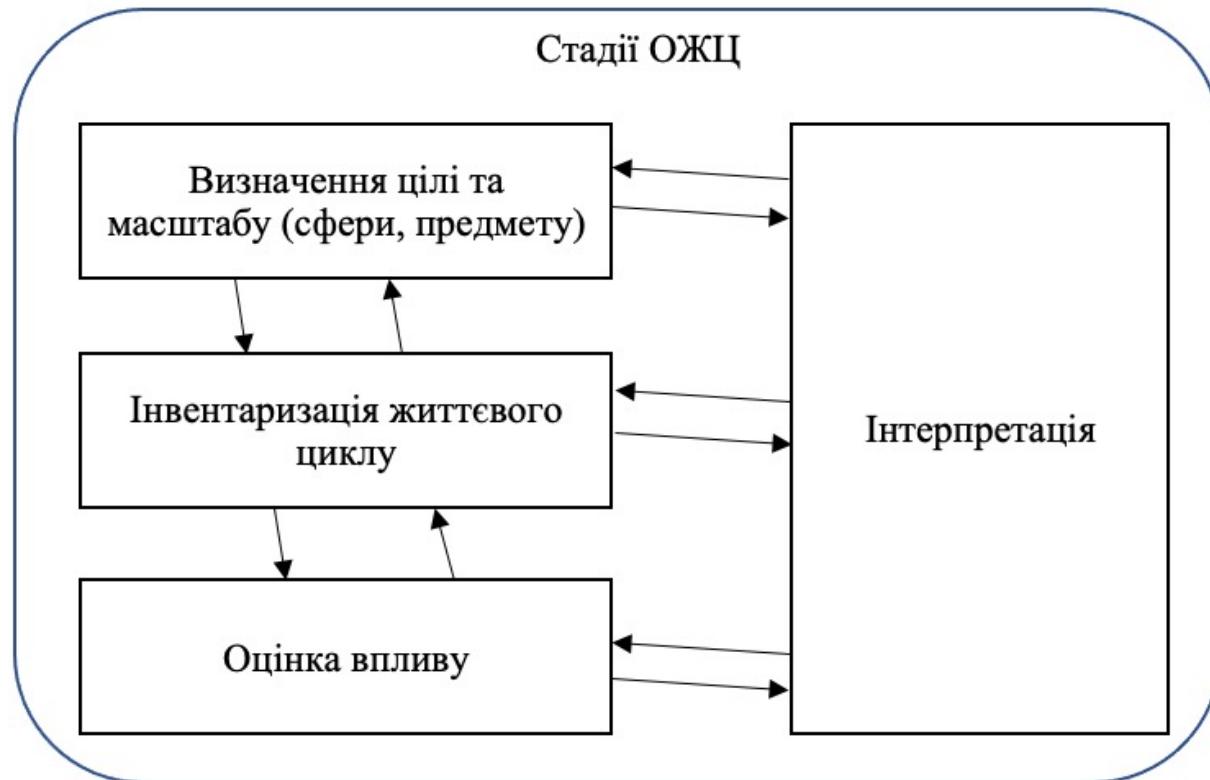 Стадії ОЖЦ
Визначення цілі та
масштабу (сфери, предмету)
Інвентаризація життєвого
циклу
Оцінка впливу
Інтерпретація